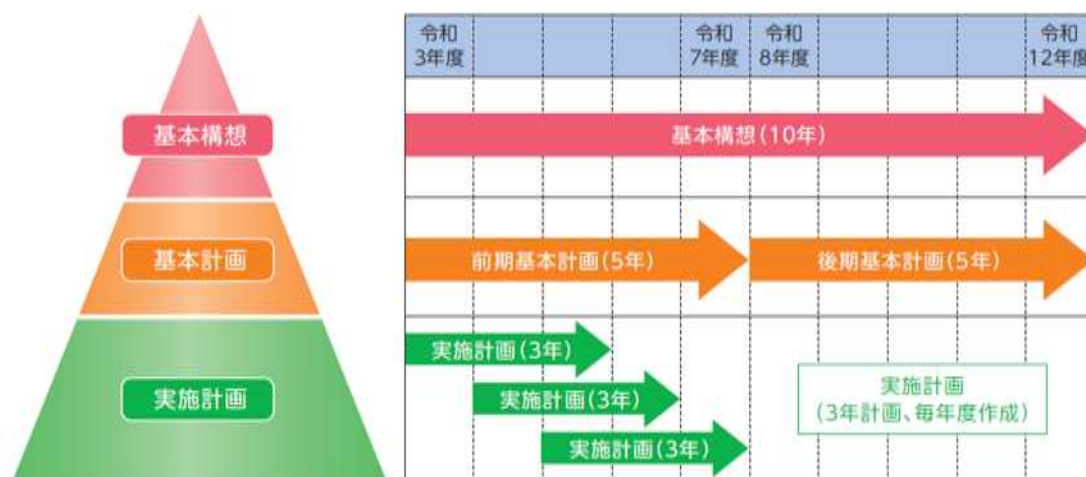 基本構想
基本計画
実施計画
令和
3年度
令和
7年度
令和
8年度
令和
12年度
基本構想(10年)
前期基本計画(5年)
後期基本計画(5年)
実施計画(3年)
実施計画(3年)
実施計画(3年)
実施計画
(3年計画、毎年度作成)